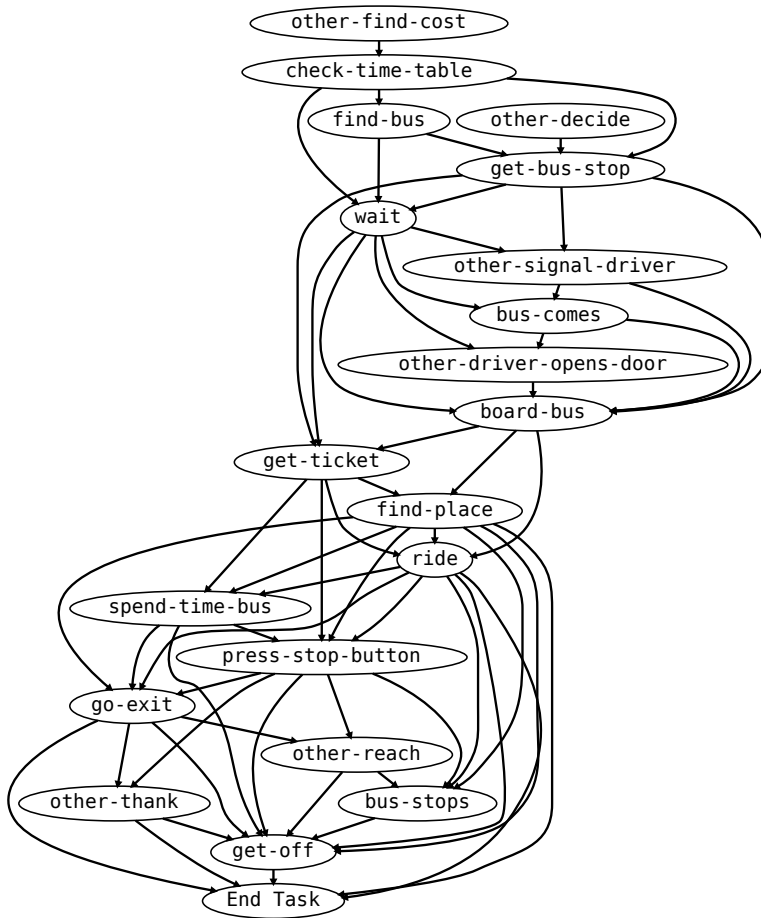 other-find-cost
check-time-table
find-bus
other-decide
get-bus-stop
wait
other-signal-driver
bus-comes
other-driver-opens-door
board-bus
get-ticket
find-place
ride
spend-time-bus
press-stop-button
go-exit
other-reach
other-thank
bus-stops
get-off
End Task